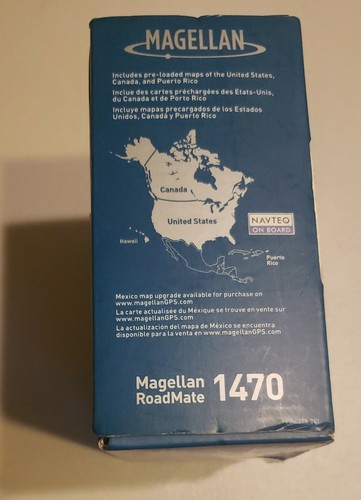 MAGELLAN
Includes pre-loaded maps of the United States,
Canada, and Puerto Rico
Inclue des cartes préchargées des États-Unis,
du Canada et de Porto Rico
Incluye mapas precargados de los Estados
Unidos, Canadá y Puerto Rico
Canada
United States
NAVTEQ
ON BOARD
Hawaii
Puerto
Rico
Mexico map upgrade available for purchase on
www.magellanGPS.com
La carte actualisée du Méxique se trouve en vente sur
www.magellanGPS.com
La actualización del mapa de México se encuentra
disponible para la venta en www.magellanGPS.com
Magellan
RoadMate 1470